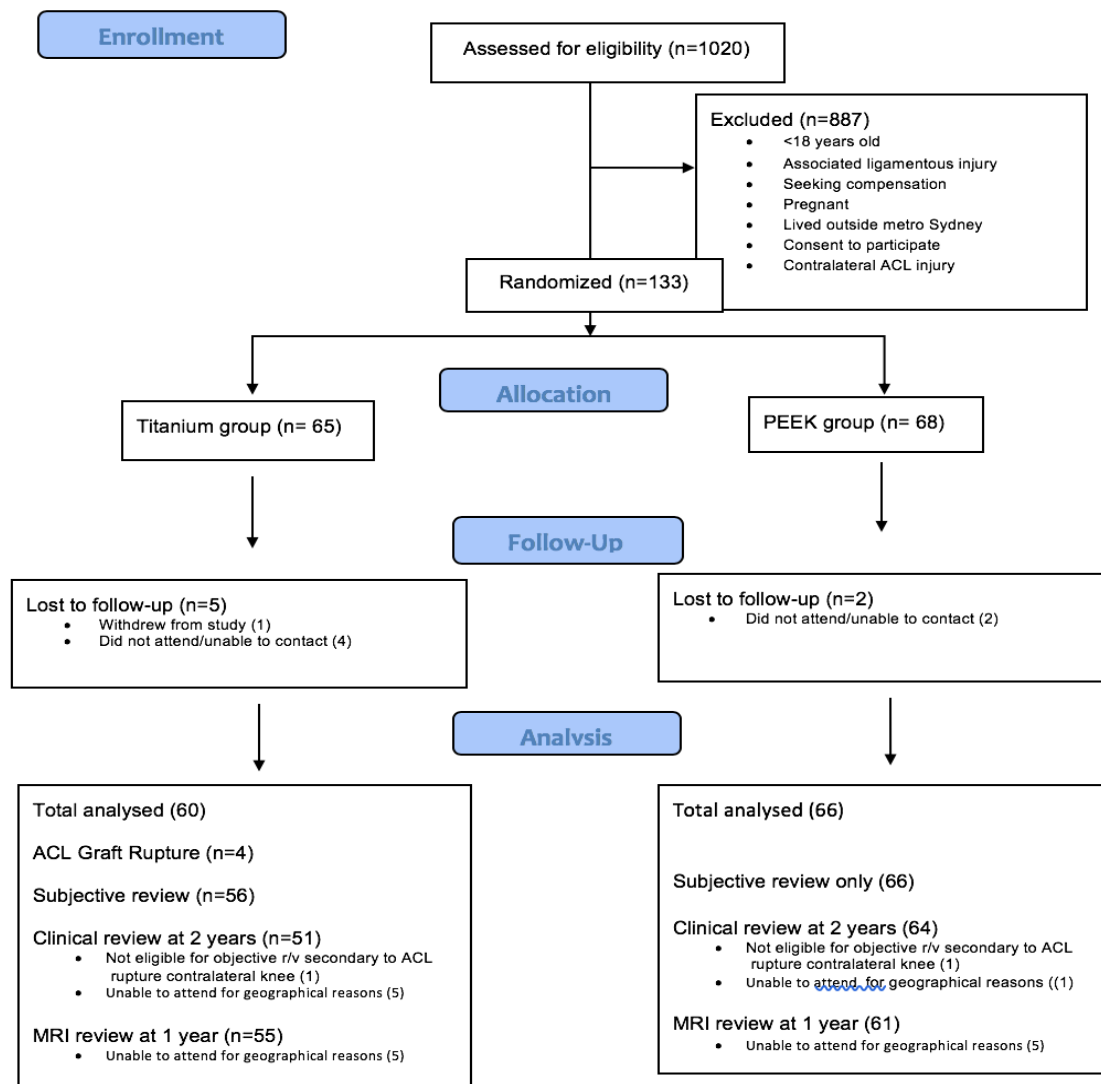 Enrollment
Assessed for eligibility (n=1020)
Excluded (n=887)
• <18 years old
• Associated ligamentous injury
• Seeking compensation
• Pregnant
• Lived outside metro Sydney
• Consent to participate
• Contralateral ACL injury
Randomized (n=133)
Allocation
Titanium group (n= 65)
PEEK group (n= 68)
Follow-Up
Lost to follow-up (n=5)
• Withdrew from study (1)
• Did not attend/unable to contact (4)
Lost to follow-up (n=2)
• Did not attend/unable to contact (2)
Analysis
Total analysed (60)
ACL Graft Rupture (n=4)
Subjective review (n=56)
Clinical review at 2 years (n=51)
• Not eligible for objective r/v secondary to ACL
rupture contralateral knee (1)
• Unable to attend for geographical reasons (5)
MRI review at 1 year (n=55)
• Unable to attend for geographical reasons (5)
Total analysed (66)
Subjective review only (66)
Clinical review at 2 years (64)
• Not eligible for objective r/v secondary to ACL
rupture contralateral knee (1)
• Unable to attend for geographical reasons ((1)
MRI review at 1 year (61)
• Unable to attend for geographical reasons (5)